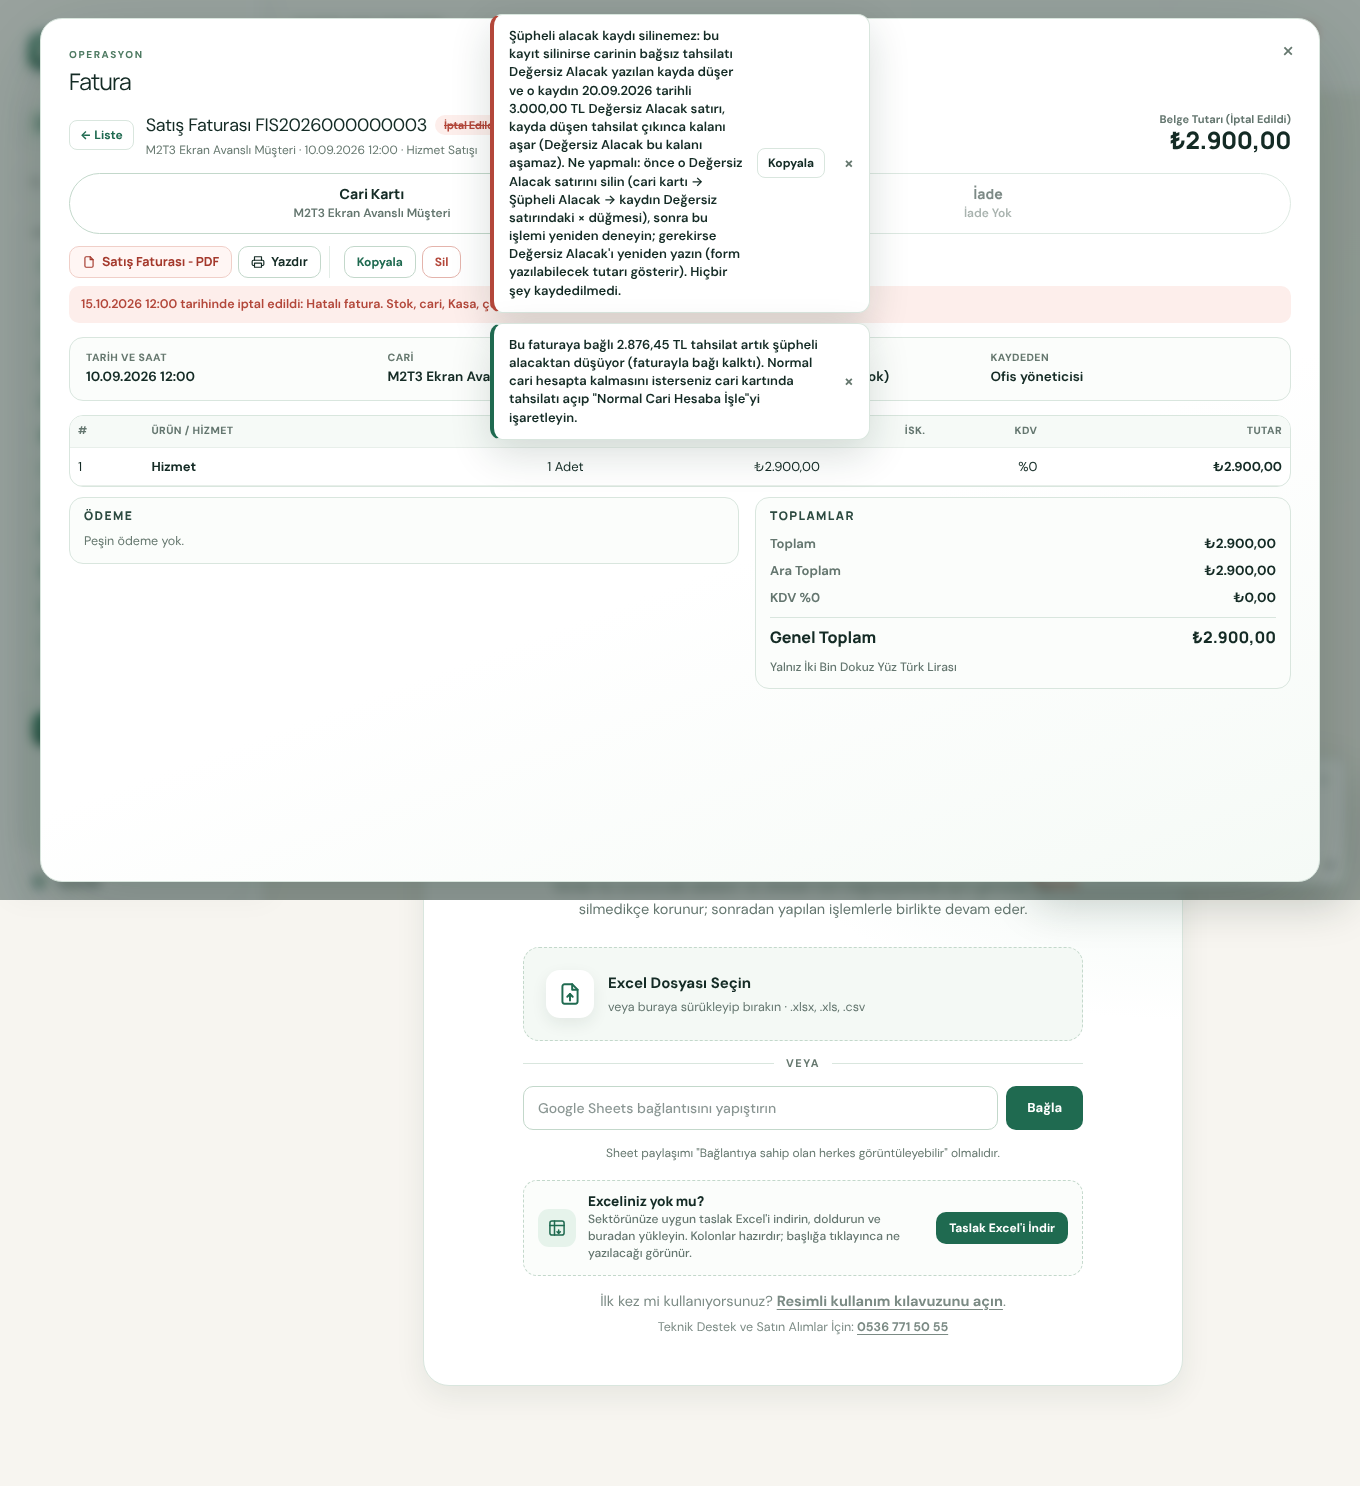 OPERASYON
Fatura
×
← Liste
Satış Faturası FIS2026000000003
İptal Edildi
M2T3 Ekran Avanslı Müşteri · 10.09.2026 12:00 · Hizmet Satışı
Belge Tutarı (İptal Edildi)
₺2.900,00
Cari Kartı
M2T3 Ekran Avanslı Müşteri
İade
İade Yok
Satış Faturası - PDF
Yazdır
Kopyala
Sil
Şüpheli alacak kaydı silinemez: bu
kayıt silinirse carinin bağsız tahsilatı
Değersiz Alacak yazılan kayda düşer
ve o kaydın 20.09.2026 tarihli
3.000,00 TL Değersiz Alacak satırı,
kayda düşen tahsilat çıkınca kalanı
aşar (Değersiz Alacak bu kalanı
aşamaz). Ne yapmalı: önce o Değersiz
Alacak satırını silin (cari kartı →
Şüpheli Alacak → kaydın Değersiz
satırındaki × düğmesi), sonra bu
işlemi yeniden deneyin; gerekirse
Değersiz Alacak'ı yeniden yazın (form
yazılabilecek tutarı gösterir). Hiçbir
şey kaydedilmedi.
Kopyala
×
15.10.2026 12:00 tarihinde iptal edildi: Hatalı fatura. Stok, cari, Kasa,
Bu faturaya bağlı 2.876,45 TL tahsilat artık şüpheli
alacaktan düşüyor (faturayla bağı kalktı). Normal
cari hesapta kalmasını isterseniz cari kartında
tahsilatı açıp "Normal Cari Hesaba İşle"yi
işaretleyin.
×
TARİH VE SAAT
10.09.2026 12:00
CARİ
M2T3 Ekran Ava
ok)
KAYDEDEN
Ofis yöneticisi
# ÜRÜN / HİZMET İSK. KDV TUTAR
1 Hizmet 1 Adet ₺2.900,00 %0 ₺2.900,00
ÖDEME
Peşin ödeme yok.
TOPLAMLAR
Toplam ₺2.900,00
Ara Toplam ₺2.900,00
KDV %0 ₺0,00
Genel Toplam ₺2.900,00
Yalnız İki Bin Dokuz Yüz Türk Lirası
silmedikçe korunur; sonradan yapılan işlemlerle birlikte devam eder.
Excel Dosyası Seçin
veya buraya sürükleyip bırakın · .xlsx, .xls, .csv
VEYA
Google Sheets bağlantısını yapıştırın
Bağla
Sheet paylaşımı "Bağlantıya sahip olan herkes görüntüleyebilir" olmalıdır.
Exceliniz yok mu?
Sektörünüze uygun taslak Excel'i indirin, doldurun ve
buradan yükleyin. Kolonlar hazırdır; başlığa tıklayınca ne
yazılacağı görünür.
Taslak Excel'i İndir
İlk kez mi kullanıyorsunuz? Resimli kullanım kılavuzunu açın.
Teknik Destek ve Satın Alımlar İçin: 0536 771 50 55